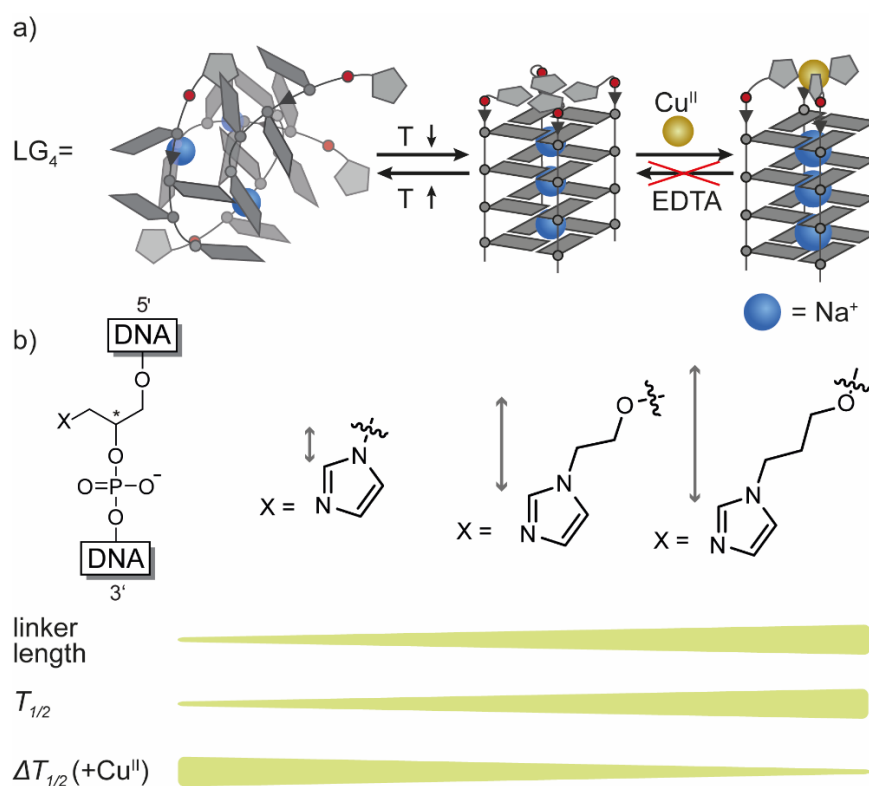 a)
LG₄=
T ↓
T ↑
Cuᴵᴵ
EDTA
= Na⁺
b)
5'
DNA
O
X
*
O
O=P–O⁻
O
DNA
3‘
X =
N
N
X =
O
N
N
X =
O
N
N
linker
length
T₁/₂
ΔT₁/₂ (+Cuᴵᴵ)